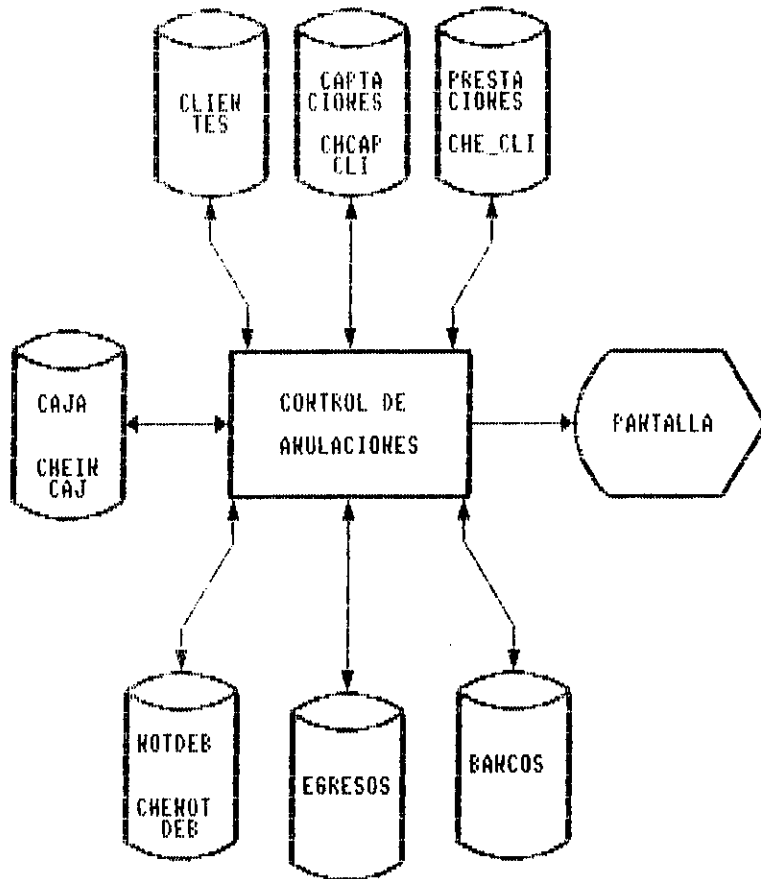 CLIEN
TES
CAPTA
CIONES
CHCAP
CLI
PRESTA
CIONES
CHE_CLI
CAJA
CHEIN
CAJ
CONTROL DE
ANULACIONES
PANTALLA
NOTDEB
CHENOT
DEB
EGRESOS
BANCOS